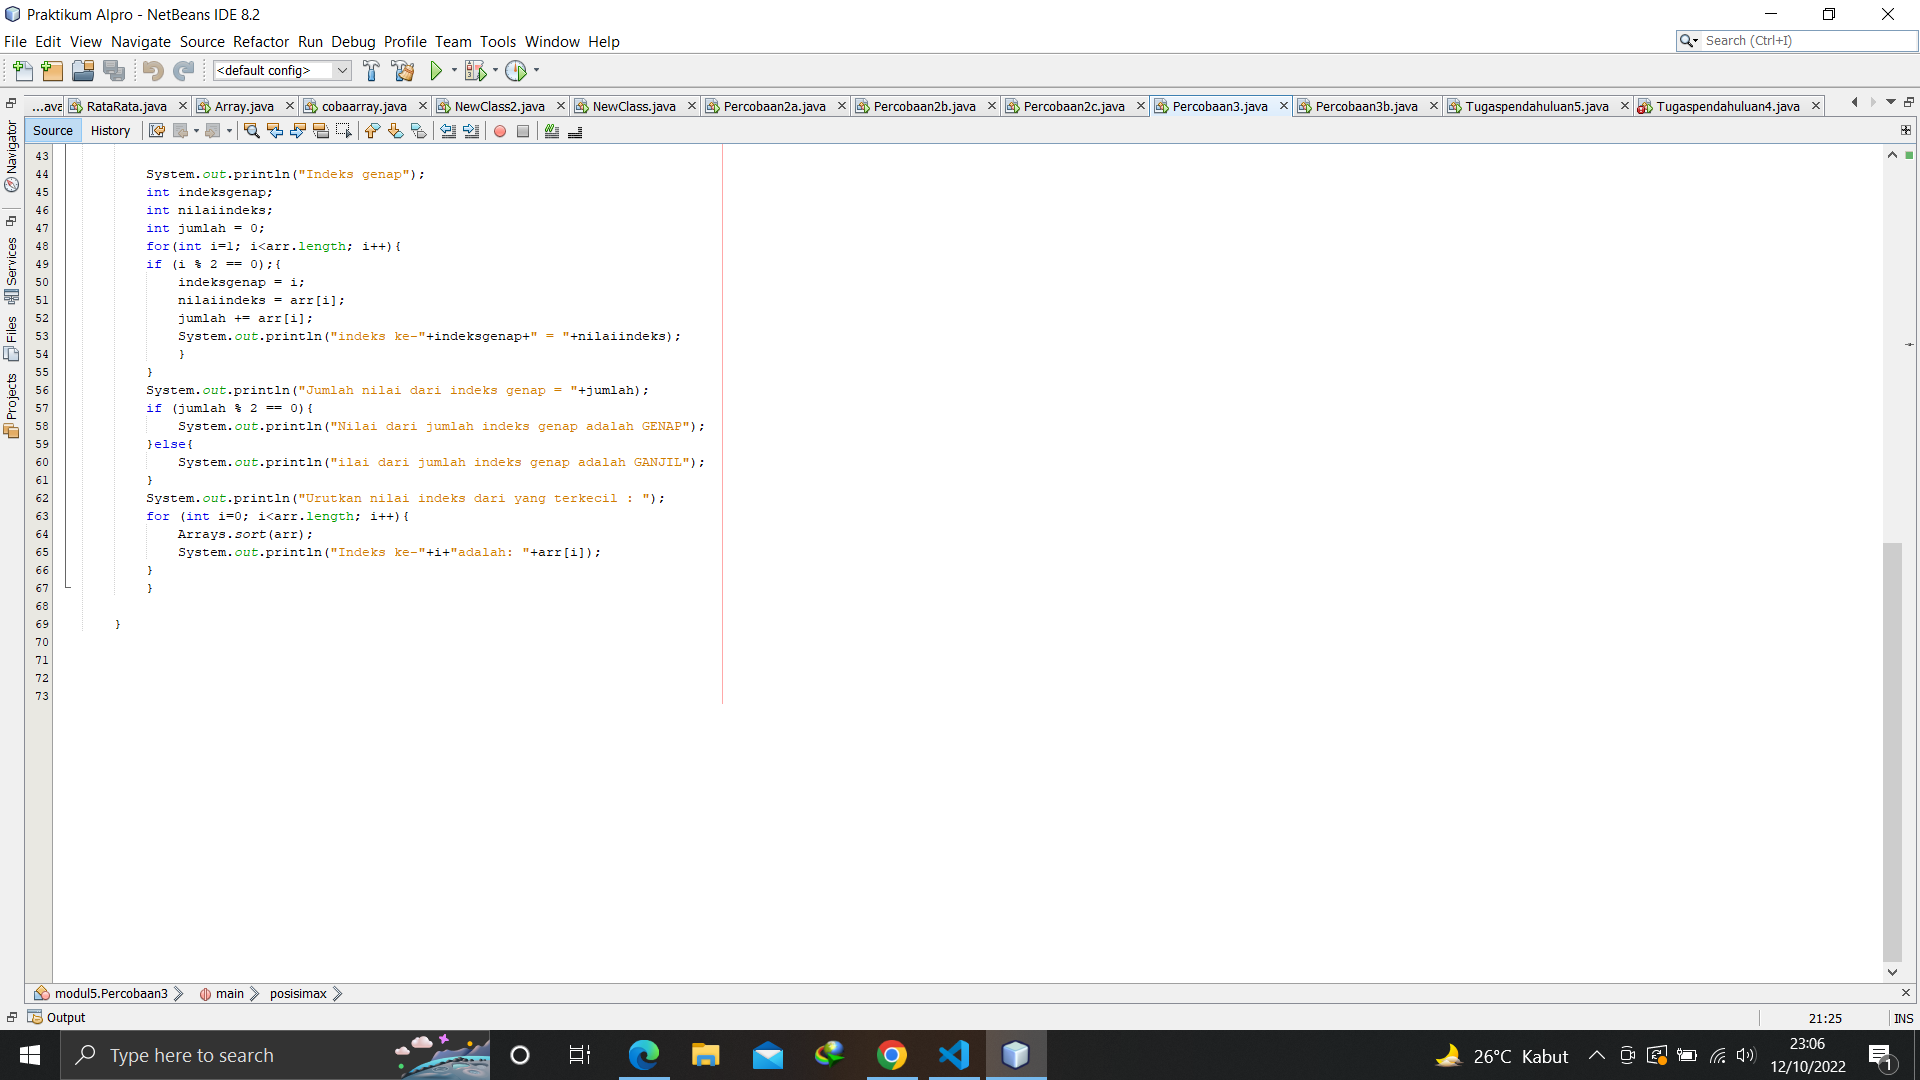 Praktikum Alpro - NetBeans IDE 8.2
File Edit View Navigate Source Refactor Run Debug Profile Team Tools Window Help
Search (Ctrl+I)
<default config>
...ava RataRata.java Array.java cobaarray.java NewClass2.java NewClass.java Percobaan2a.java Percobaan2b.java Percobaan2c.java Percobaan3.java Percobaan3b.java Tugaspendahuluan5.java Tugaspendahuluan4.java
Source History
Navigator
Services
Files
Projects
43
44 System.out.println("Indeks genap");
45 int indeksgenap;
46 int nilaiindeks;
47 int jumlah = 0;
48 for(int i=1; i<arr.length; i++){
49 if (i % 2 == 0);{
50 indeksgenap = i;
51 nilaiindeks = arr[i];
52 jumlah += arr[i];
53 System.out.println("indeks ke-"+indeksgenap+" = "+nilaiindeks);
54 }
55 }
56 System.out.println("Jumlah nilai dari indeks genap = "+jumlah);
57 if (jumlah % 2 == 0){
58 System.out.println("Nilai dari jumlah indeks genap adalah GENAP");
59 }else{
60 System.out.println("ilai dari jumlah indeks genap adalah GANJIL");
61 }
62 System.out.println("Urutkan nilai indeks dari yang terkecil : ");
63 for (int i=0; i<arr.length; i++){
64 Arrays.sort(arr);
65 System.out.println("Indeks ke-"+i+"adalah: "+arr[i]);
66 }
67 }
68
69 }
70
71
72
73
modul5.Percobaan3 main posisimax
Output
21:25 INS
Type here to search
26°C Kabut
23:06
12/10/2022
1